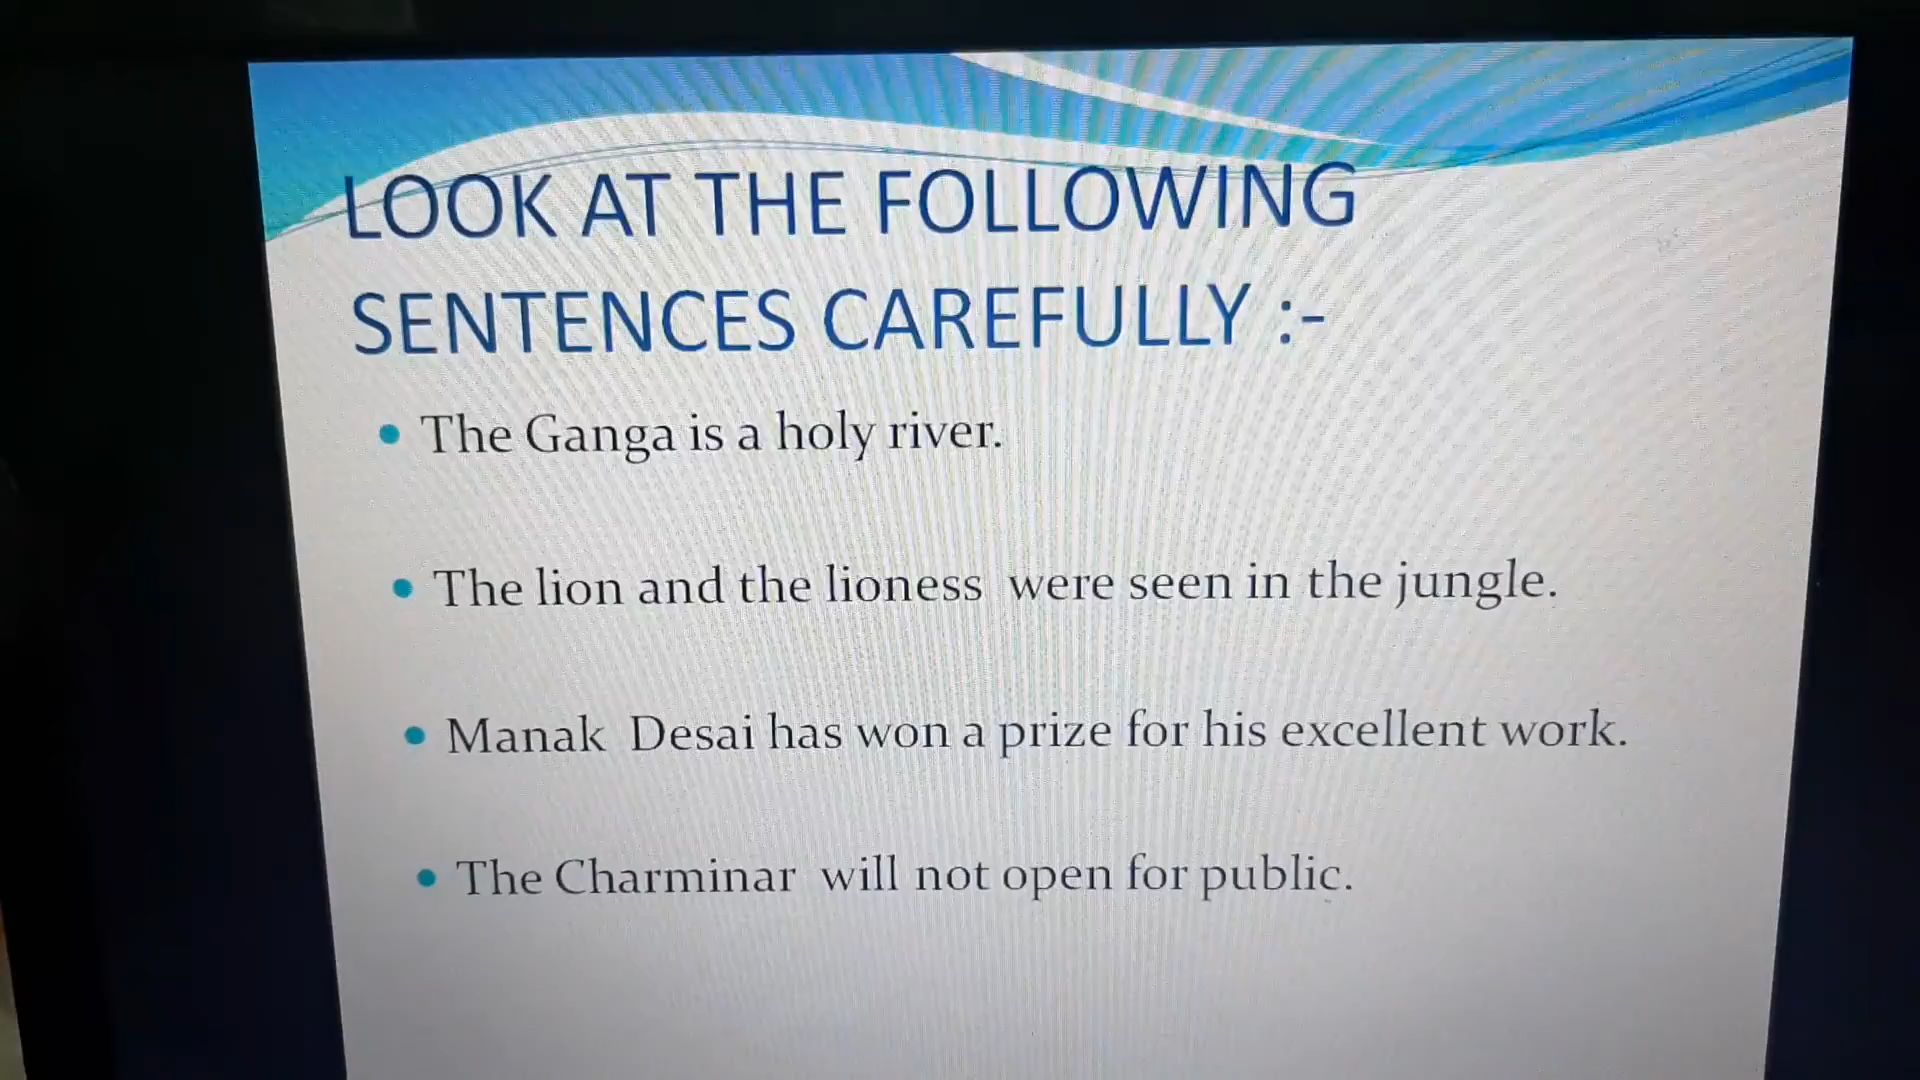 LOOK AT THE FOLLOWING
SENTENCES CAREFULLY :-
• The Ganga is a holy river.
• The lion and the lioness were seen in the jungle.
• Manak Desai has won a prize for his excellent work.
• The Charminar will not open for public.